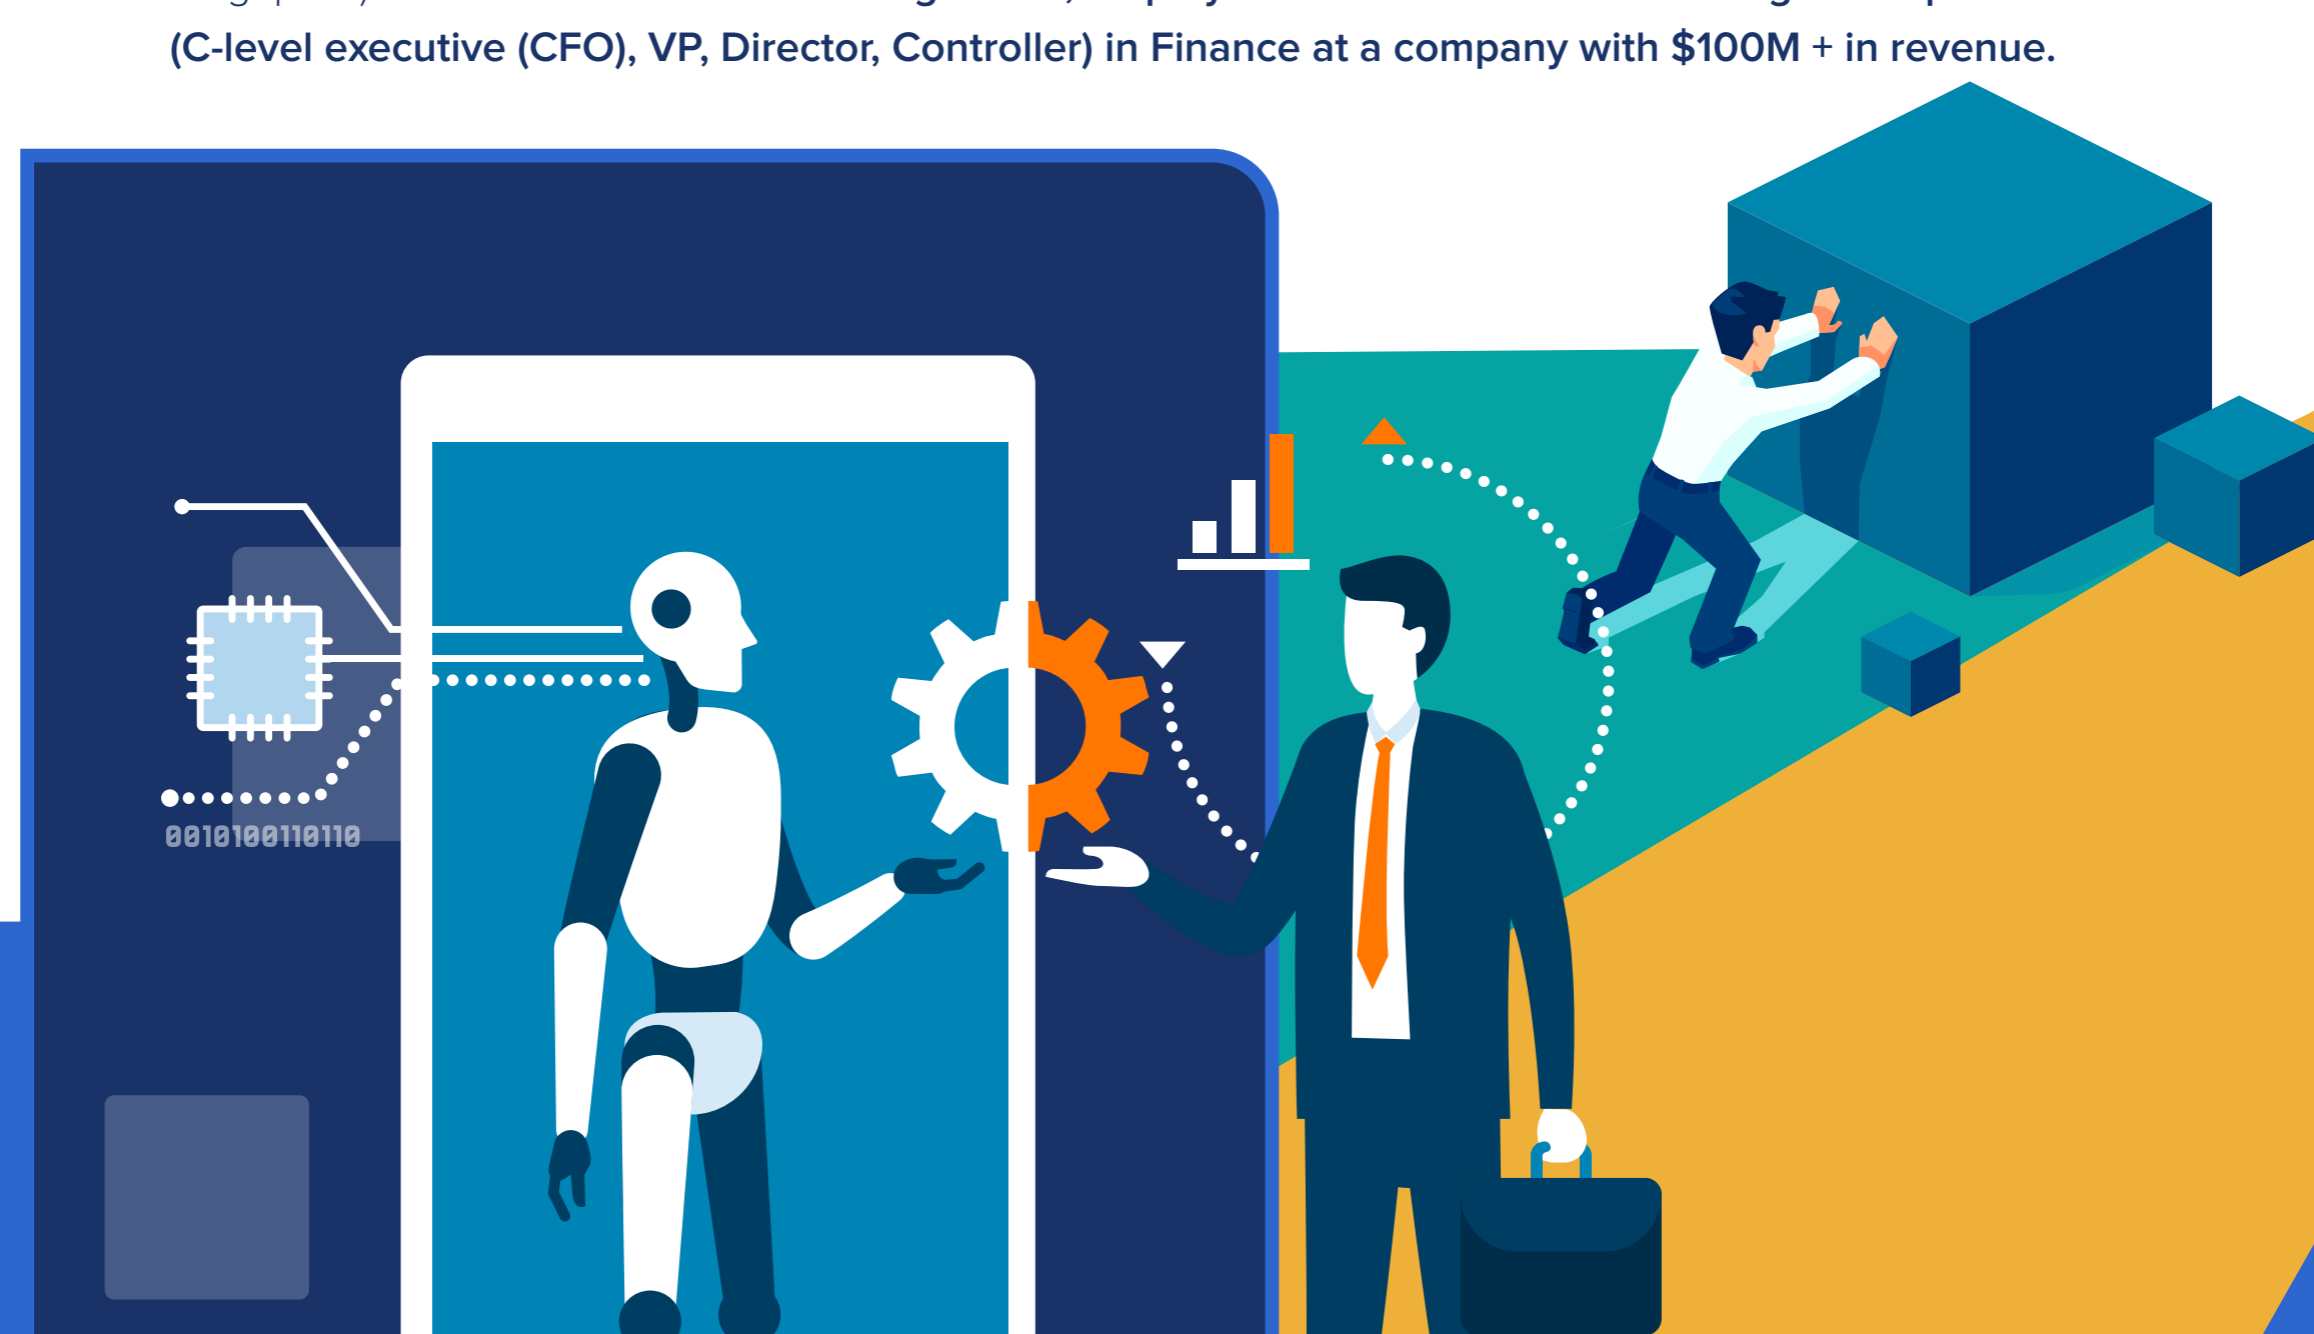 (C-level executive (CFO), VP, Director, Controller) in Finance at a company with $100M + in revenue.
0010100110110